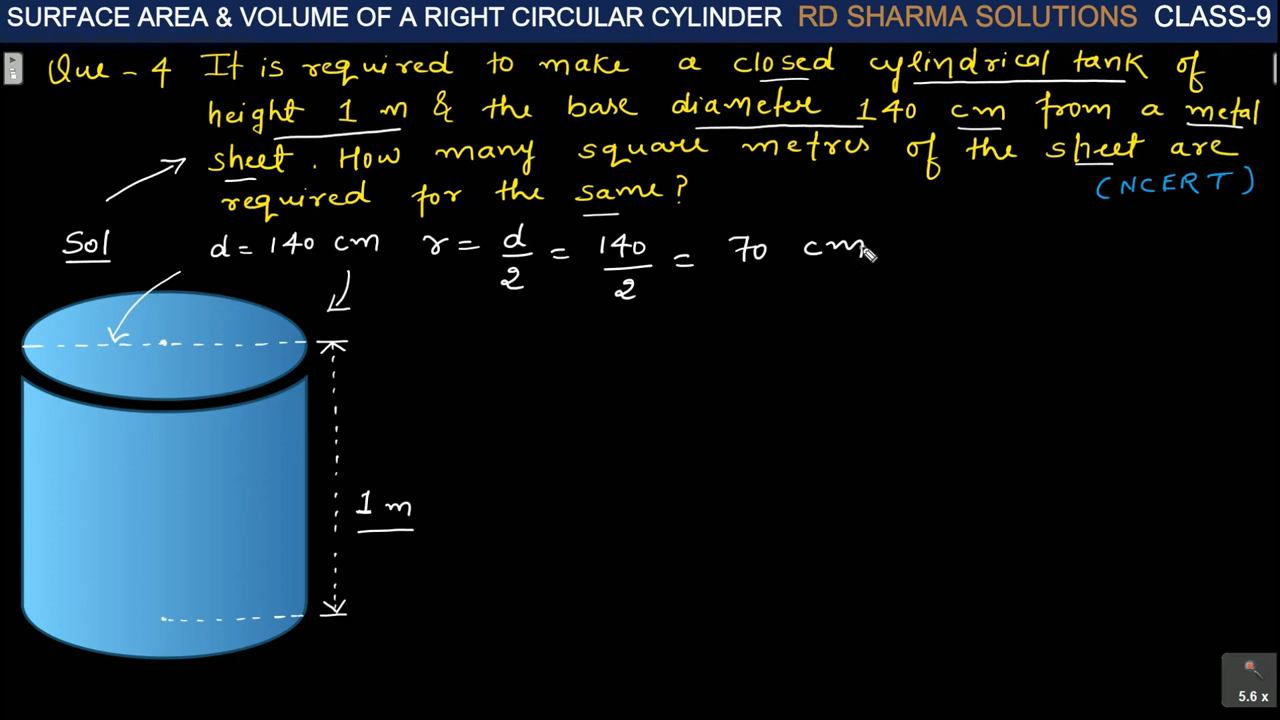 SURFACE AREA & VOLUME OF A RIGHT CIRCULAR CYLINDER RD SHARMA SOLUTIONS CLASS-9
Que - 4 It is required to make a closed cylindrical tank of
height 1 m & the base diameter 140 cm from a metal
sheet. How many square metres of the sheet are
required for the same?
(NCERT)
Sol d = 140 cm r = d/2 = 140/2 = 70 cm
1 m
5.6 x